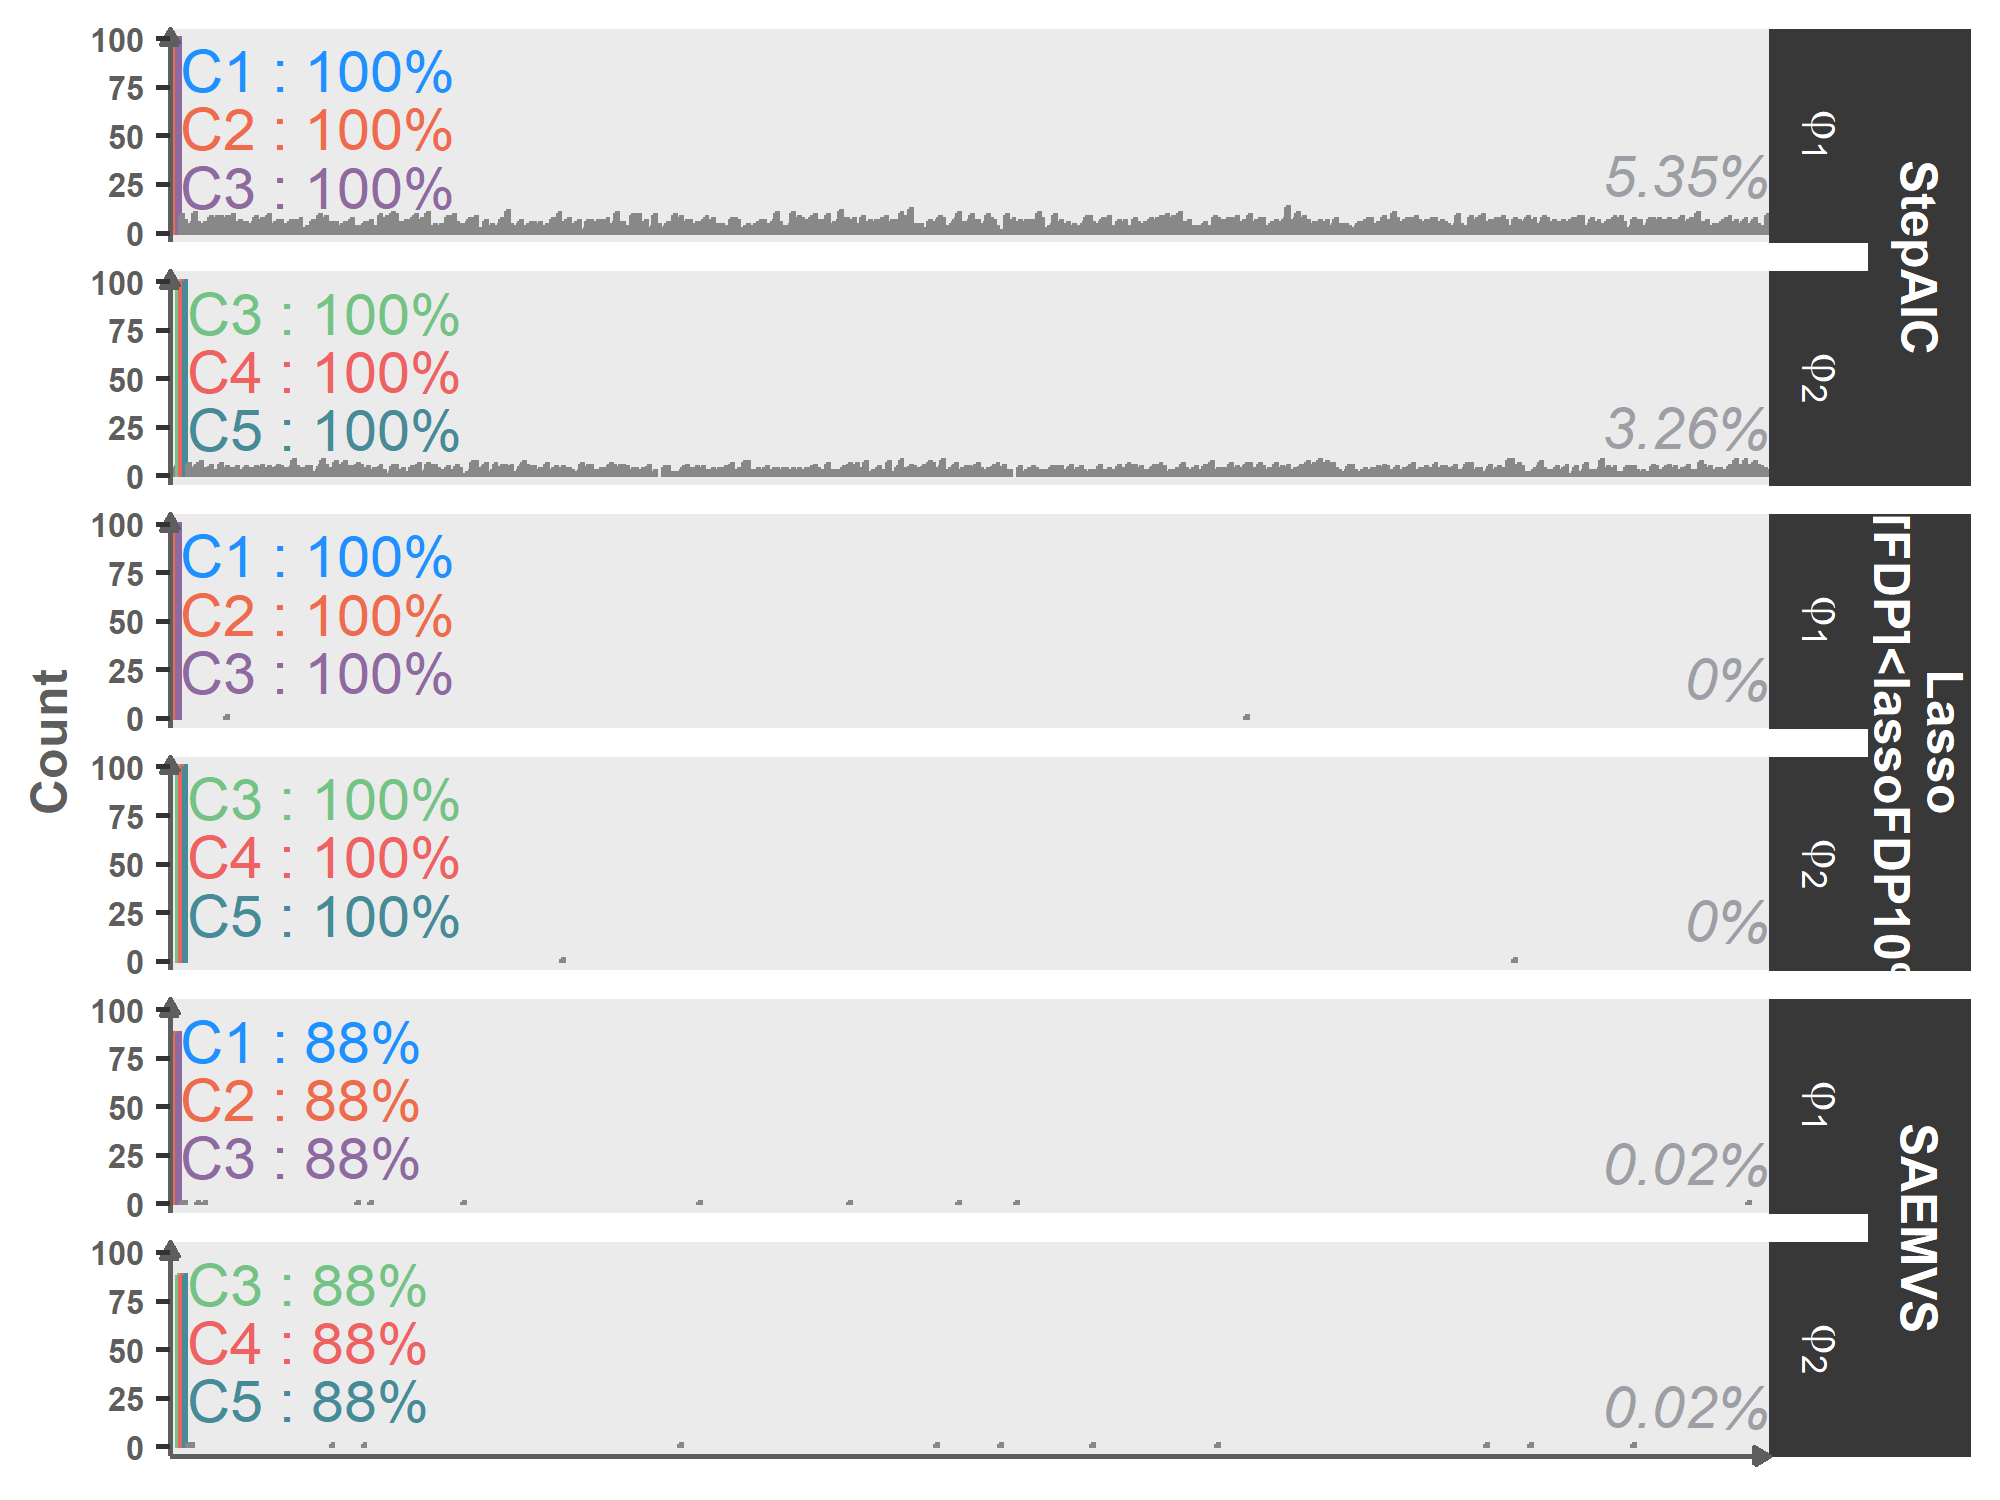 Count
100
75
50
25
0
C1 : 100%
C2 : 100%
C3 : 100%
5.35%
φ1
StepAIC
100
75
50
25
0
C3 : 100%
C4 : 100%
C5 : 100%
3.26%
φ2
100
75
50
25
0
C1 : 100%
C2 : 100%
C3 : 100%
0%
φ1
Lasso
TFDP1<lassoFDP10
100
75
50
25
0
C3 : 100%
C4 : 100%
C5 : 100%
0%
φ2
100
75
50
25
0
C1 : 88%
C2 : 88%
C3 : 88%
0.02%
φ1
SAEMVS
100
75
50
25
0
C3 : 88%
C4 : 88%
C5 : 88%
0.02%
φ2